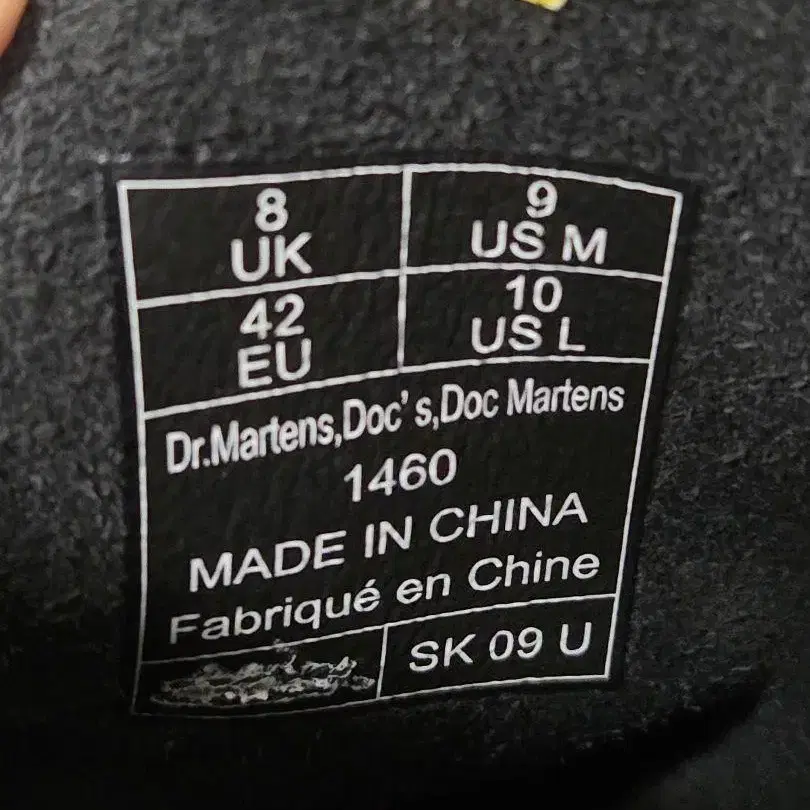 8
UK
9
US M
42
EU
10
US L
Dr.Martens,Doc's,Doc Martens
1460
MADE IN CHINA
Fabriqué en Chine
SK 09 U